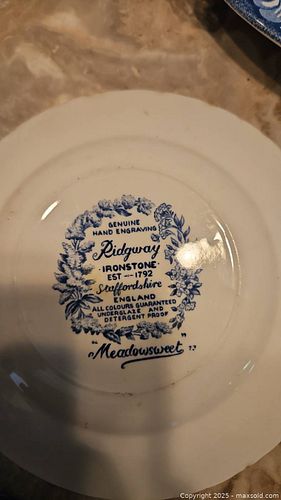 GENUINE
HAND ENGRAVING
Ridgway
·IRONSTONE·
EST — 1792
Staffordshire
ENGLAND
ALL COLOURS GUARANTEED
UNDERGLAZE AND
DETERGENT PROOF
"Meadowsweet"
Copyright 2025 - maxsold.com